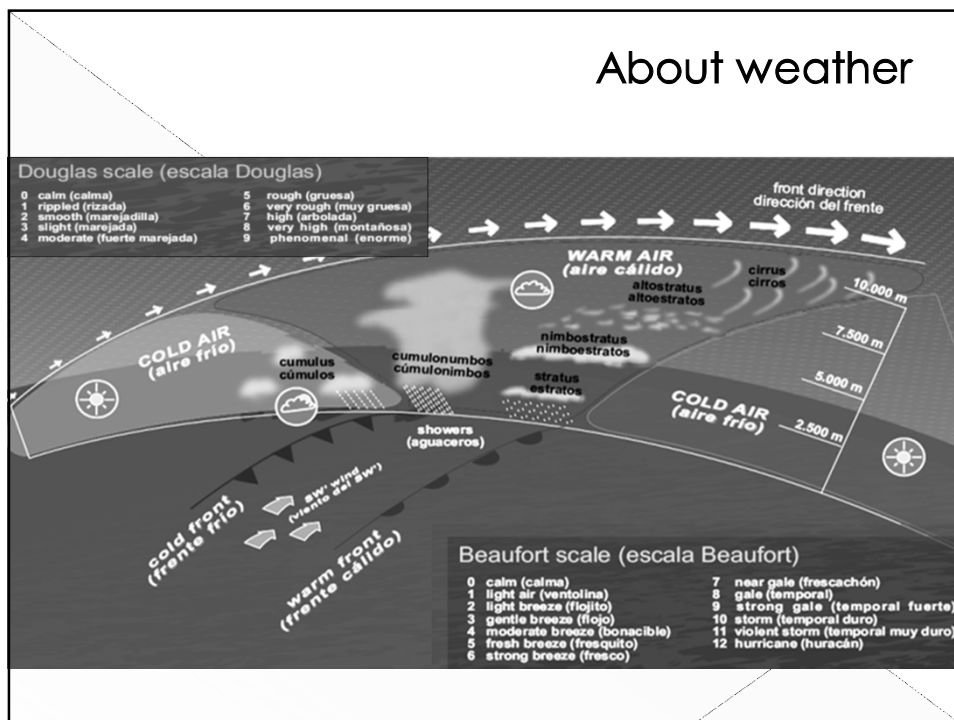 About weather
Douglas scale (escala Douglas)
0 calm (calma)
1 rippled (rizada)
2 smooth (marejadilla)
3 slight (marejada)
4 moderate (fuerte marejada)
5 rough (gruesa)
6 very rough (muy gruesa)
7 high (arbolada)
8 very high (montañosa)
9 phenomenal (enorme)
front direction
dirección del frente
WARM AIR
(aire cálido)
cirrus
cirros
altostratus
altoestratos
10.000 m
7.500 m
5.000 m
2.500 m
COLD AIR
(aire frío)
nimbostratus
nimboestratos
cumulus
cúmulos
cumulonumbos
cúmulonimbos
stratus
estratos
COLD AIR
(aire frío)
showers
(aguaceros)
SW' wind
(viento del SW')
cold front
(frente frío)
warm front
(frente cálido)
Beaufort scale (escala Beaufort)
0 calm (calma)
1 light air (ventolina)
2 light breeze (flojito)
3 gentle breeze (flojo)
4 moderate breeze (bonacible)
5 fresh breeze (fresquito)
6 strong breeze (fresco)
7 near gale (frescachón)
8 gale (temporal)
9 strong gale (temporal fuerte)
10 storm (temporal duro)
11 violent storm (temporal muy duro)
12 hurricane (huracán)